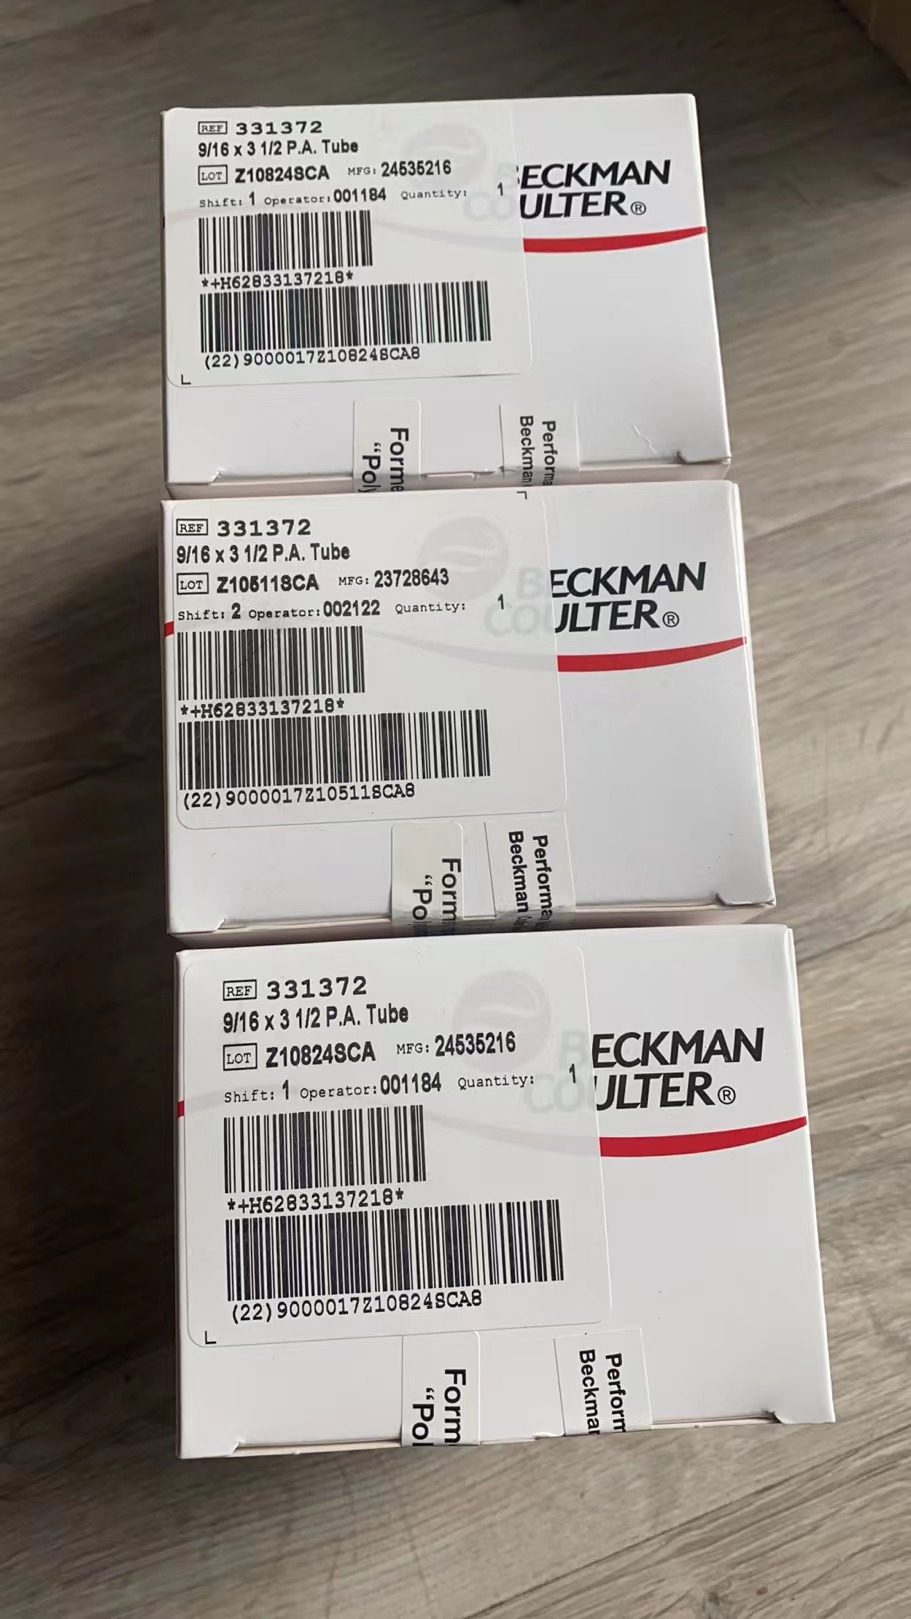 REF 331372
9/16 x 3 1/2 P.A. Tube
LOT Z10824SCA MFG: 24535216
Shift: 1 Operator: 001184 Quantity: 1
*+H62833137218*
(22)9000017Z10824SCA8
BECKMAN
COULTER®
Forme
“Pol
Performa
Beckman
REF 331372
9/16 x 3 1/2 P.A. Tube
LOT Z10511SCA MFG: 23728643
Shift: 2 Operator: 002122 Quantity: 1
*+H62833137218*
(22)9000017Z10511SCA8
BECKMAN
COULTER®
Form
“Po
Performa
Beckman
REF 331372
9/16 x 3 1/2 P.A. Tube
LOT Z10824SCA MFG: 24535216
Shift: 1 Operator: 001184 Quantity: 1
*+H62833137218*
(22)9000017Z10824SCA8
BECKMAN
COULTER®
Form
“Pol
Perform
Beckma